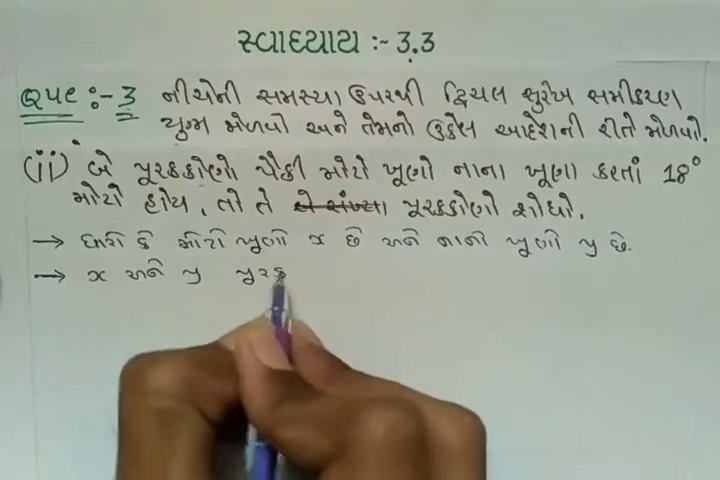 સ્વાધ્યાય :- 3.3
પ્રશ્ન :- 3 નીચેની સમસ્યા ઉપરથી દ્વિચલ સુરેખ સમીકરણ
યુગ્મ મેળવો અને તેમનો ઉકેલ આદેશની રીતે મેળવો.
(ii) બે પૂરકકોણો પૈકી મોટો ખૂણો નાના ખૂણા કરતાં 18°
મોટો હોય, તો તે પૂરકકોણો શોધો.
→ ધારો કે મોટો ખૂણો x છે અને નાનો ખૂણો y છે.
→ x અને y પૂરક